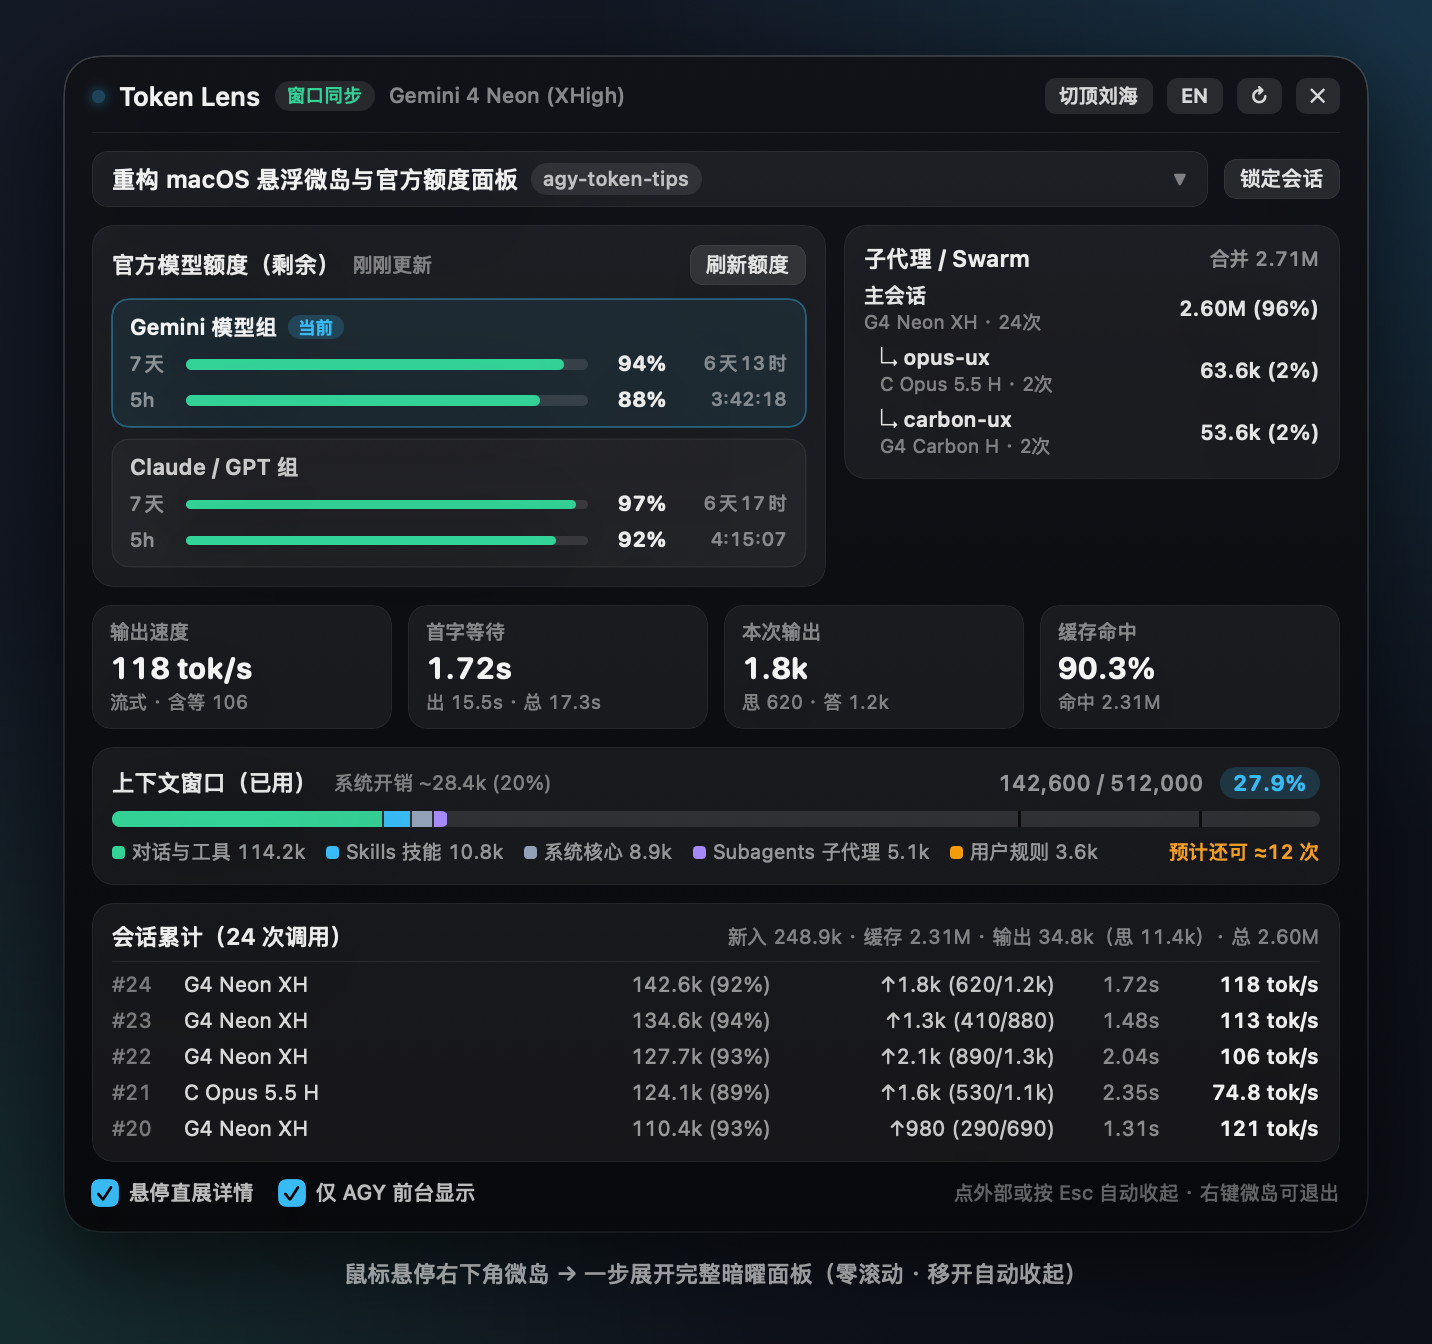 Token Lens 窗口同步 Gemini 4 Neon (XHigh) 切顶刘海 EN ↻ ✕
重构 macOS 悬浮微岛与官方额度面板 agy-token-tips ▼ 锁定会话
官方模型额度（剩余） 刚刚更新 刷新额度
Gemini 模型组 当前
7天 94% 6天13时
5h 88% 3:42:18
Claude / GPT 组
7天 97% 6天17时
5h 92% 4:15:07
子代理 / Swarm 合并 2.71M
主会话 2.60M (96%)
G4 Neon XH · 24次
opus-ux 63.6k (2%)
C Opus 5.5 H · 2次
carbon-ux 53.6k (2%)
G4 Carbon H · 2次
输出速度
118 tok/s
流式 · 含等 106
首字等待
1.72s
出 15.5s · 总 17.3s
本次输出
1.8k
思 620 · 答 1.2k
缓存命中
90.3%
命中 2.31M
上下文窗口（已用） 系统开销 ~28.4k (20%) 142,600 / 512,000 27.9%
对话与工具 114.2k Skills 技能 10.8k 系统核心 8.9k Subagents 子代理 5.1k 用户规则 3.6k 预计还可 ≈12 次
会话累计（24 次调用） 新入 248.9k · 缓存 2.31M · 输出 34.8k（思 11.4k） · 总 2.60M
#24 G4 Neon XH 142.6k (92%) ↑1.8k (620/1.2k) 1.72s 118 tok/s
#23 G4 Neon XH 134.6k (94%) ↑1.3k (410/880) 1.48s 113 tok/s
#22 G4 Neon XH 127.7k (93%) ↑2.1k (890/1.3k) 2.04s 106 tok/s
#21 C Opus 5.5 H 124.1k (89%) ↑1.6k (530/1.1k) 2.35s 74.8 tok/s
#20 G4 Neon XH 110.4k (93%) ↑980 (290/690) 1.31s 121 tok/s
悬停直展详情 仅 AGY 前台显示 点外部或按 Esc 自动收起 · 右键微岛可退出
鼠标悬停右下角微岛 → 一步展开完整暗曜面板（零滚动 · 移开自动收起）